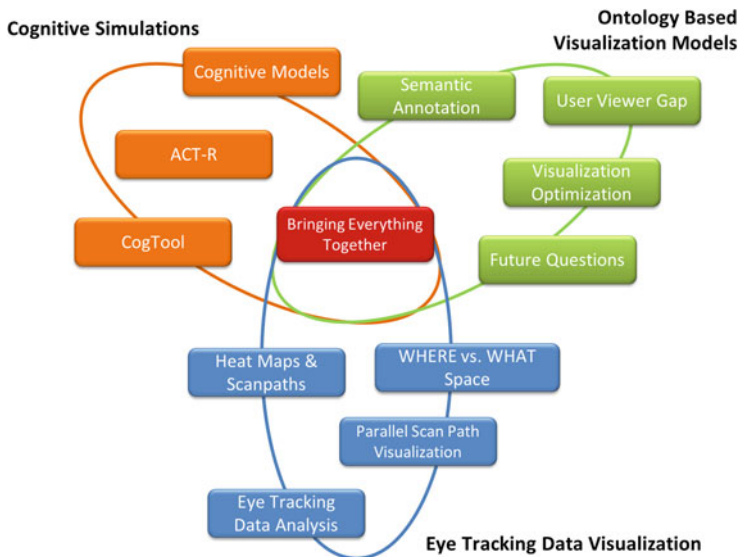 Cognitive Simulations
Ontology Based
Visualization Models
Cognitive Models
Semantic
Annotation
User Viewer Gap
ACT-R
Visualization
Optimization
CogTool
Bringing Everything
Together
Future Questions
Heat Maps &
Scanpaths
WHERE vs. WHAT
Space
Parallel Scan Path
Visualization
Eye Tracking
Data Analysis
Eye Tracking Data Visualization